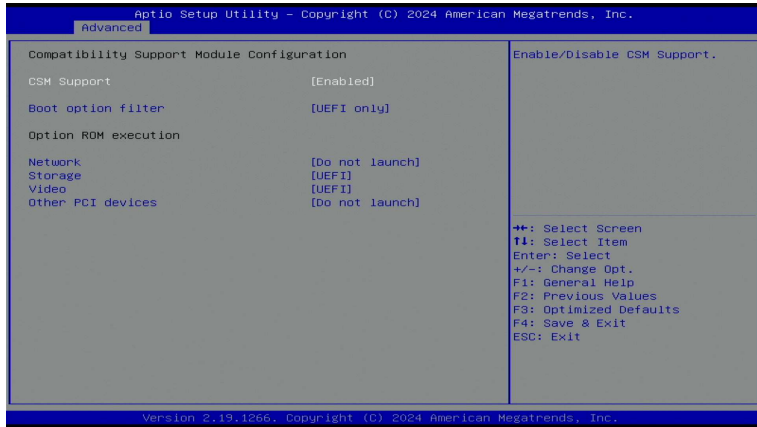 Aptio Setup Utility – Copyright (C) 2024 American Megatrends, Inc.
Advanced
Compatibility Support Module Configuration
CSM Support [Enabled]
Boot option filter [UEFI only]
Option ROM execution
Network [Do not launch]
Storage [UEFI]
Video [UEFI]
Other PCI devices [Do not launch]
Enable/Disable CSM Support.
→←: Select Screen
↑↓: Select Item
Enter: Select
+/-: Change Opt.
F1: General Help
F2: Previous Values
F3: Optimized Defaults
F4: Save & Exit
ESC: Exit
Version 2.19.1266. Copyright (C) 2024 American Megatrends, Inc.